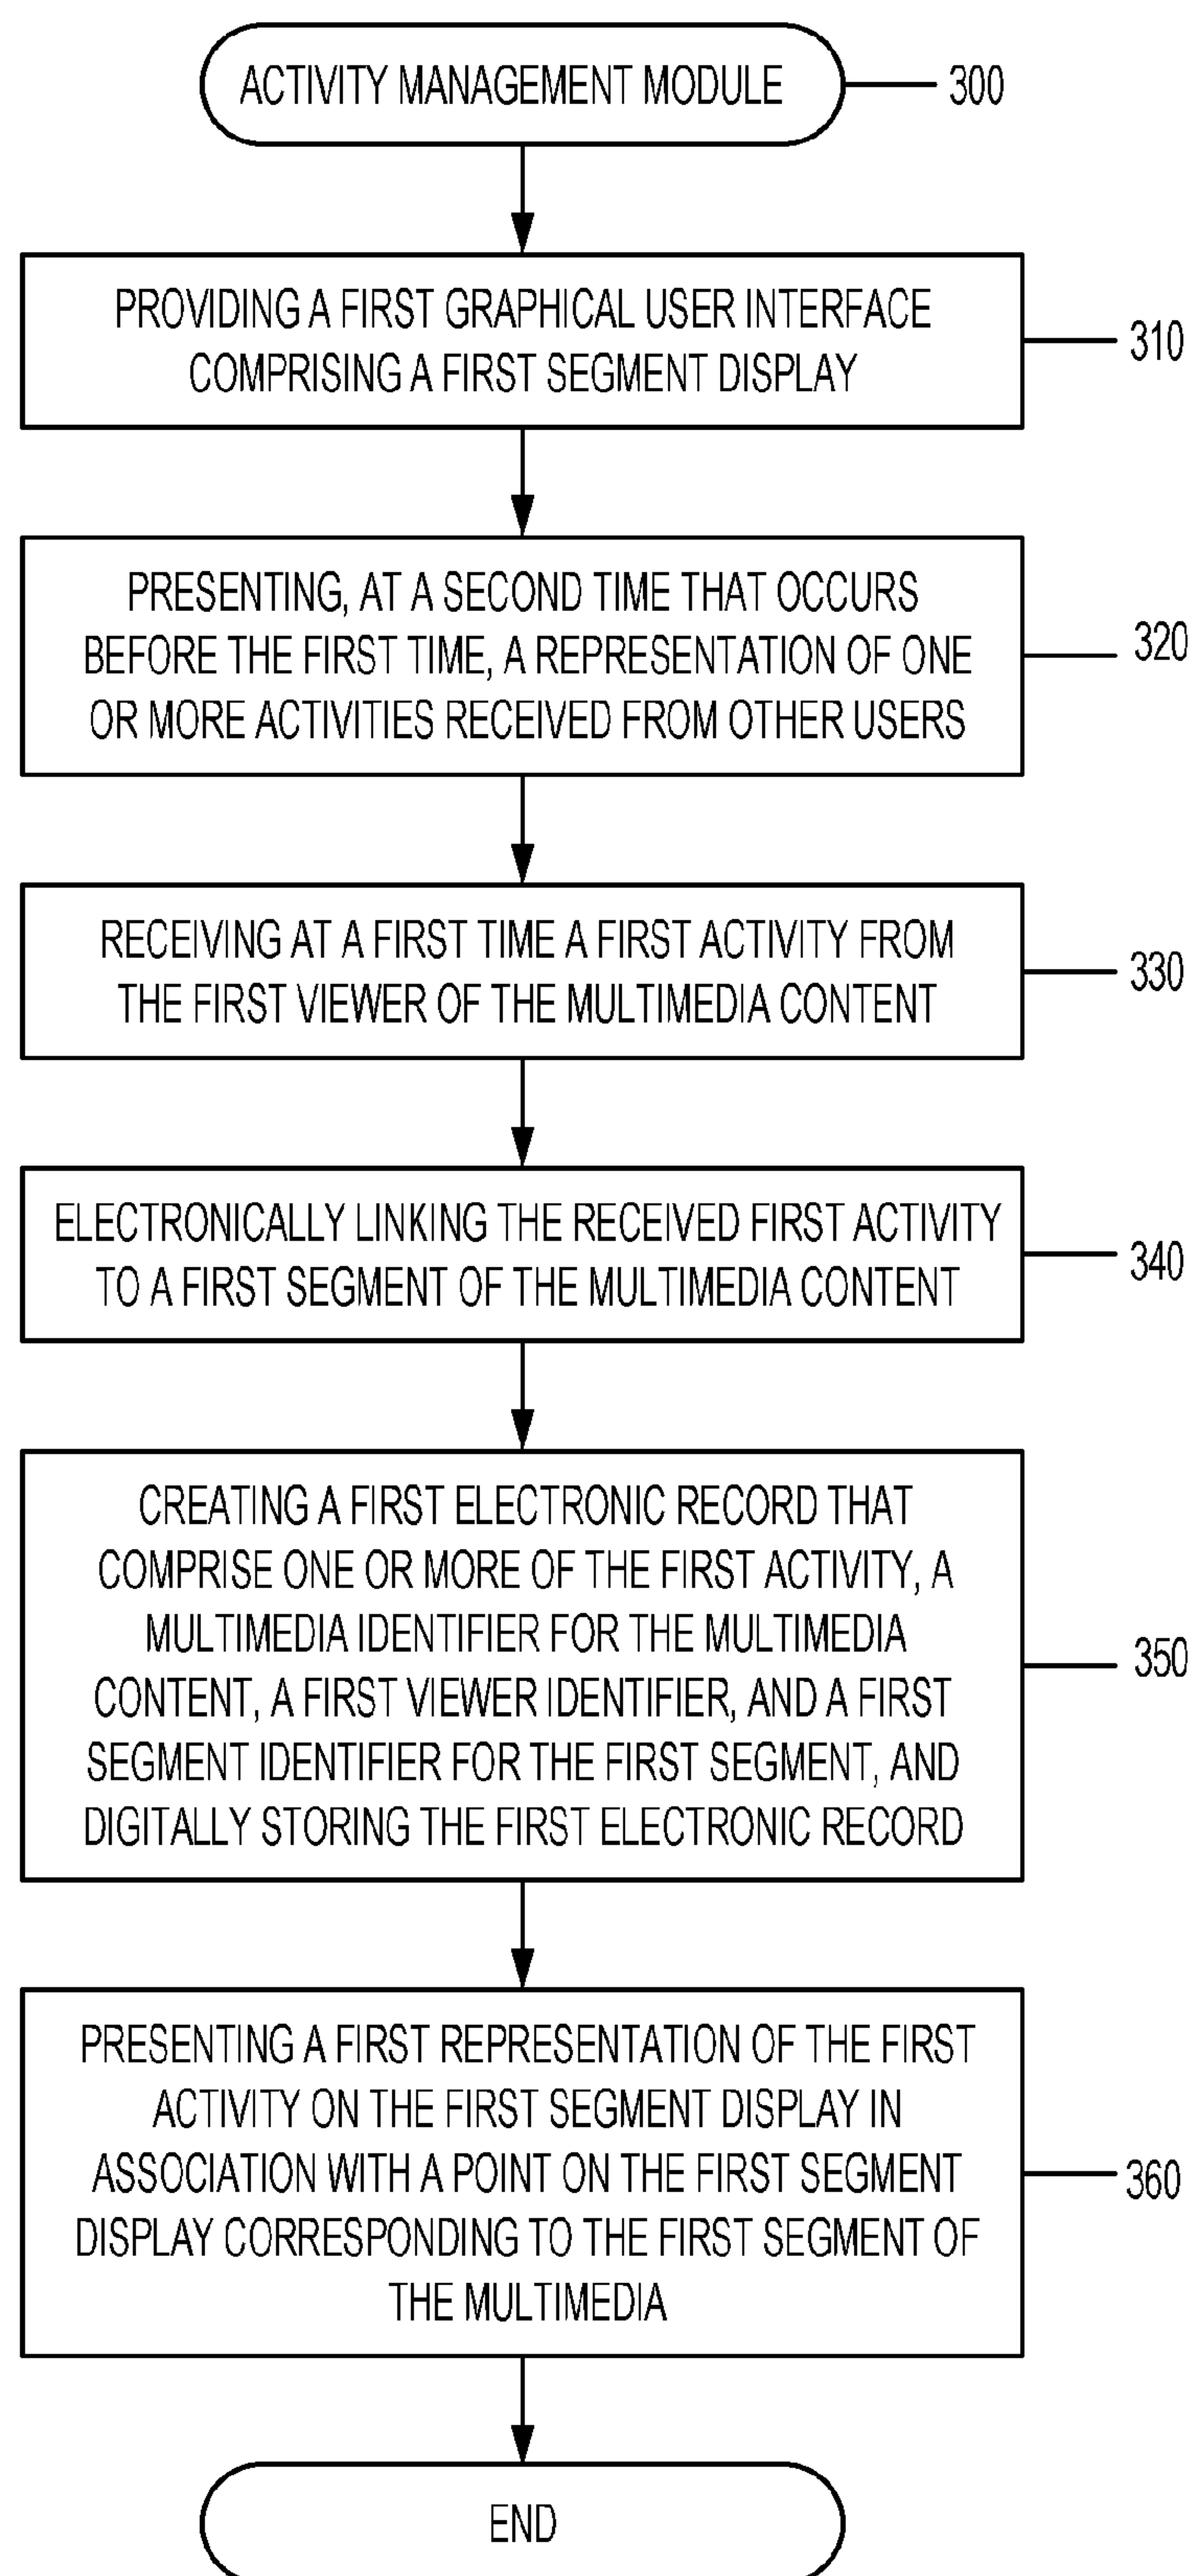 ACTIVITY MANAGEMENT MODULE
300
PROVIDING A FIRST GRAPHICAL USER INTERFACE
COMPRISING A FIRST SEGMENT DISPLAY
310
PRESENTING, AT A SECOND TIME THAT OCCURS
BEFORE THE FIRST TIME, A REPRESENTATION OF ONE
OR MORE ACTIVITIES RECEIVED FROM OTHER USERS
320
RECEIVING AT A FIRST TIME A FIRST ACTIVITY FROM
THE FIRST VIEWER OF THE MULTIMEDIA CONTENT
330
ELECTRONICALLY LINKING THE RECEIVED FIRST ACTIVITY
TO A FIRST SEGMENT OF THE MULTIMEDIA CONTENT
340
CREATING A FIRST ELECTRONIC RECORD THAT
COMPRISE ONE OR MORE OF THE FIRST ACTIVITY, A
MULTIMEDIA IDENTIFIER FOR THE MULTIMEDIA
CONTENT, A FIRST VIEWER IDENTIFIER, AND A FIRST
SEGMENT IDENTIFIER FOR THE FIRST SEGMENT, AND
DIGITALLY STORING THE FIRST ELECTRONIC RECORD
350
PRESENTING A FIRST REPRESENTATION OF THE FIRST
ACTIVITY ON THE FIRST SEGMENT DISPLAY IN
ASSOCIATION WITH A POINT ON THE FIRST SEGMENT
DISPLAY CORRESPONDING TO THE FIRST SEGMENT OF
THE MULTIMEDIA
360
END